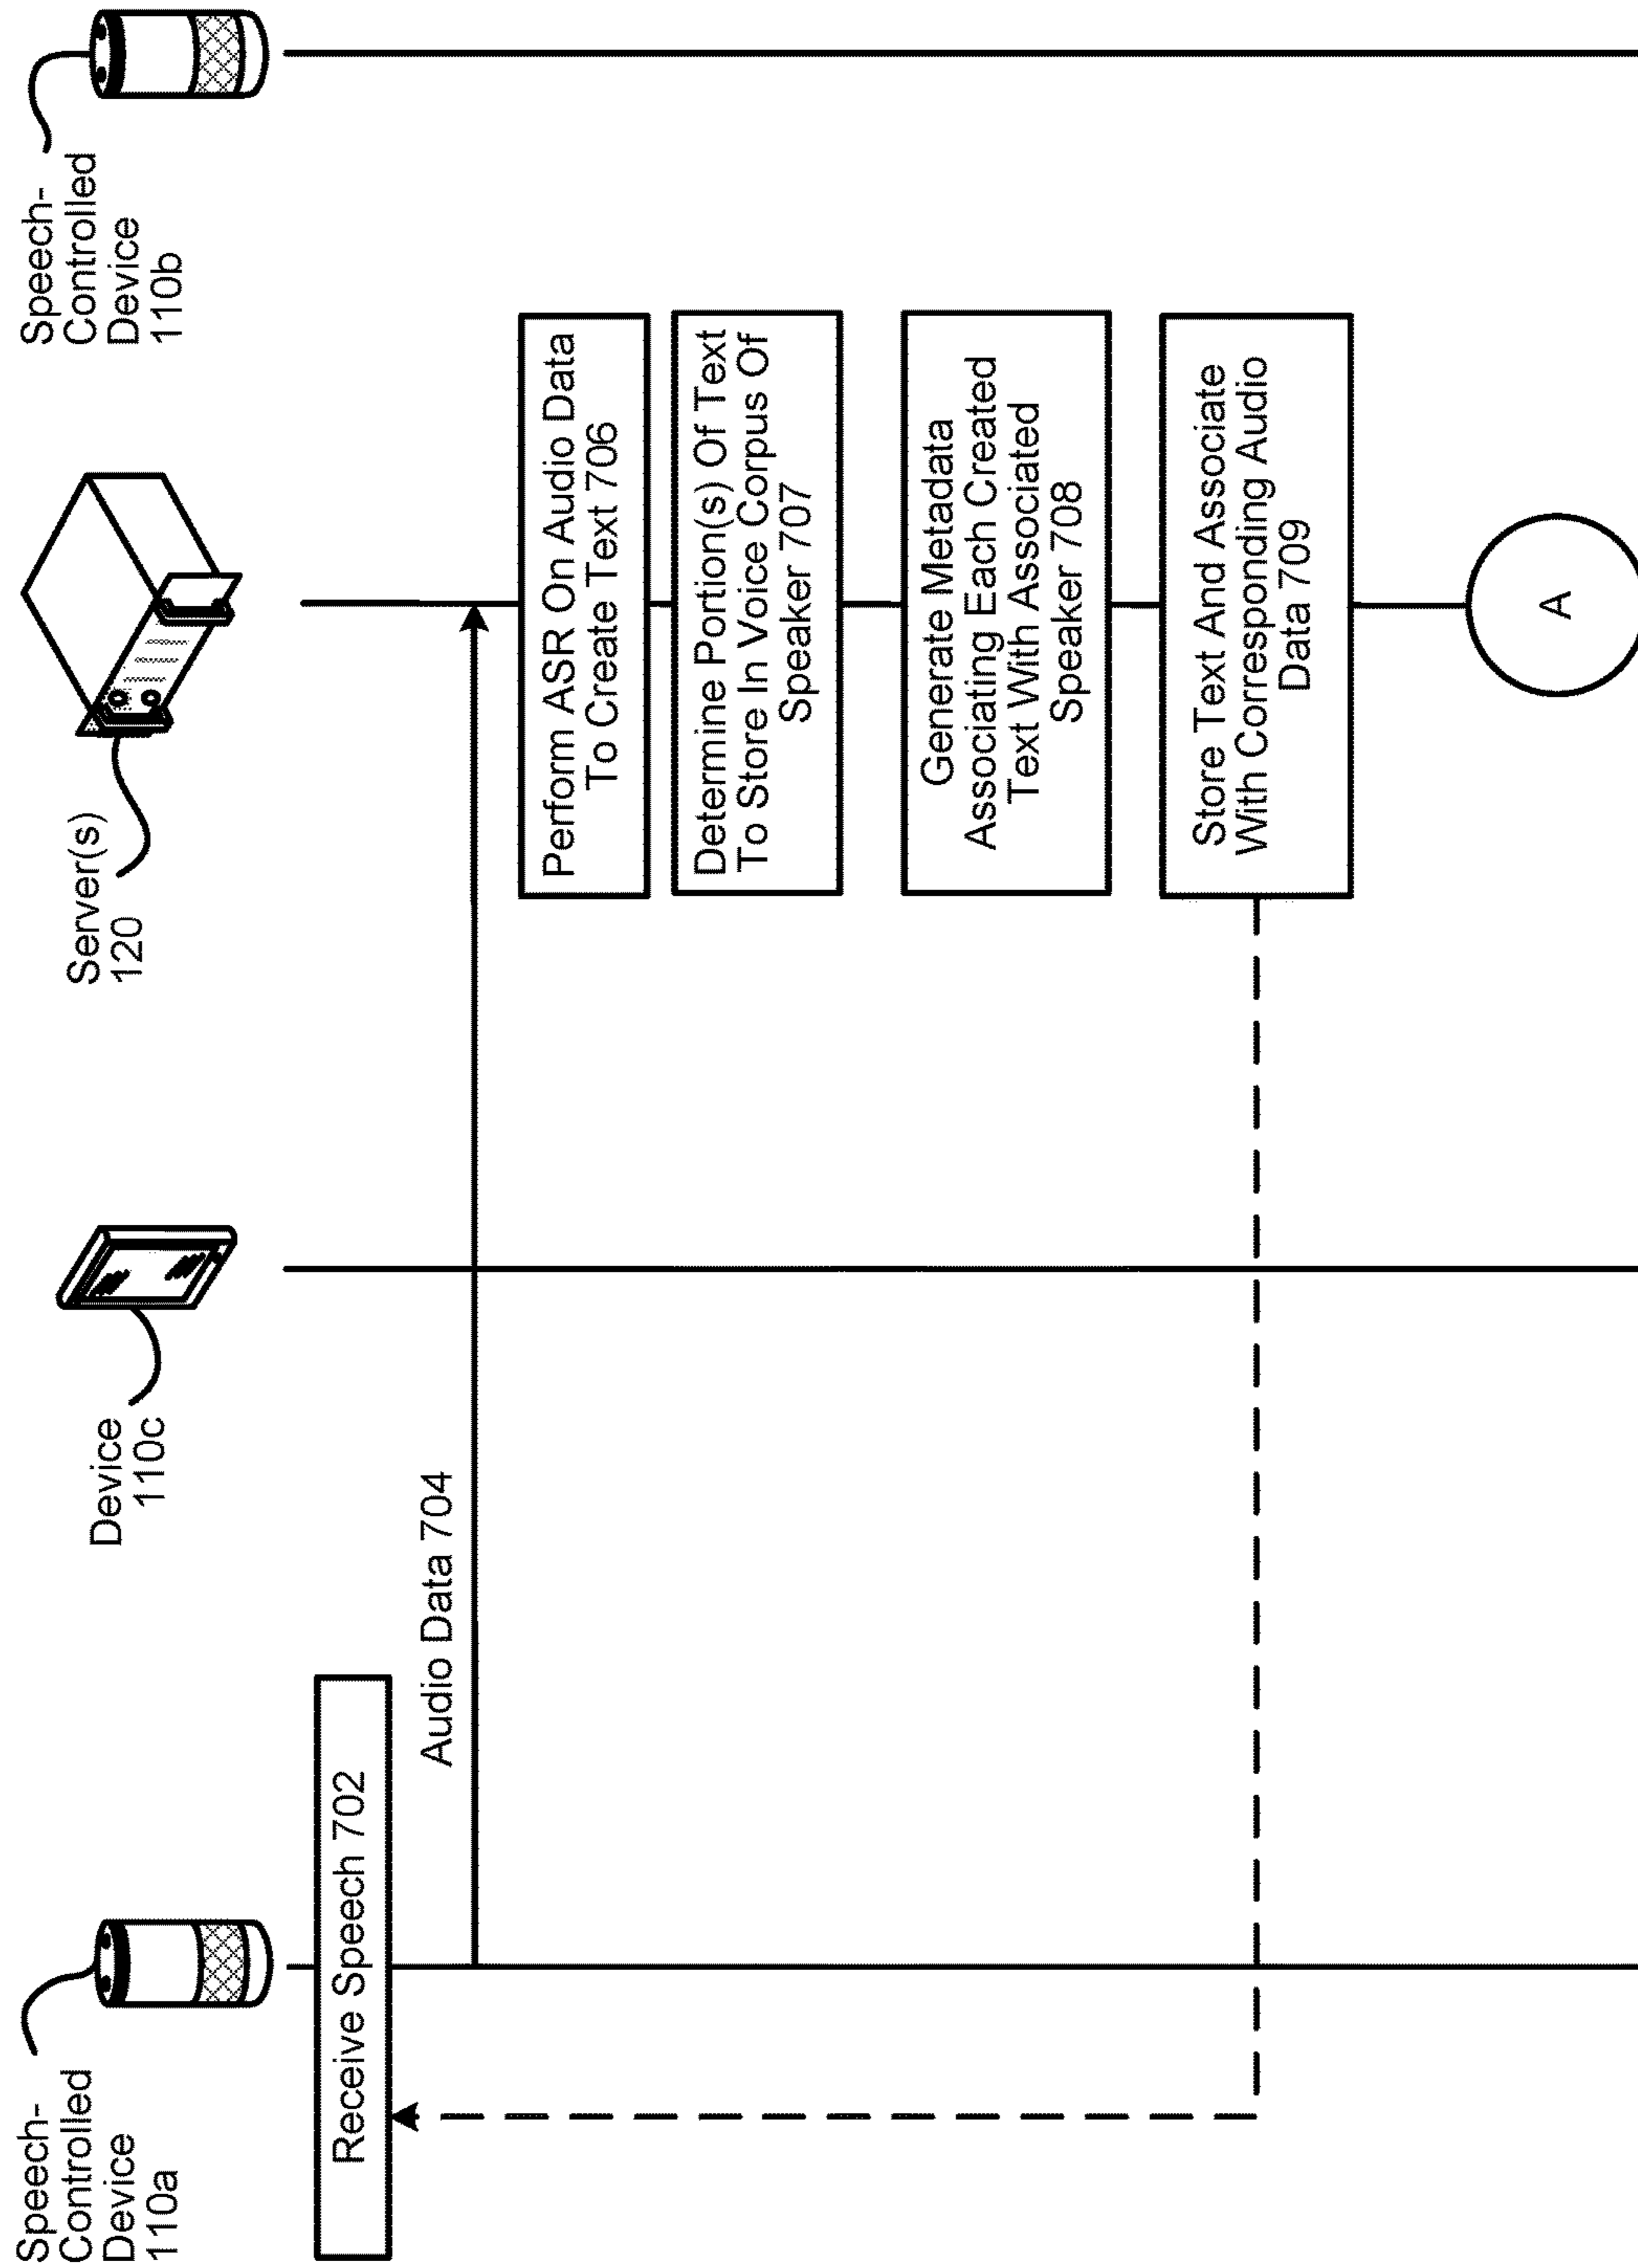 Speech-
Controlled
Device
110a
Device
110c
Server(s)
120
Speech-
Controlled
Device
110b
Receive Speech 702
Audio Data 704
Perform ASR On Audio Data
To Create Text 706
Determine Portion(s) Of Text
To Store In Voice Corpus Of
Speaker 707
Generate Metadata
Associating Each Created
Text With Associated
Speaker 708
Store Text And Associate
With Corresponding Audio
Data 709
A